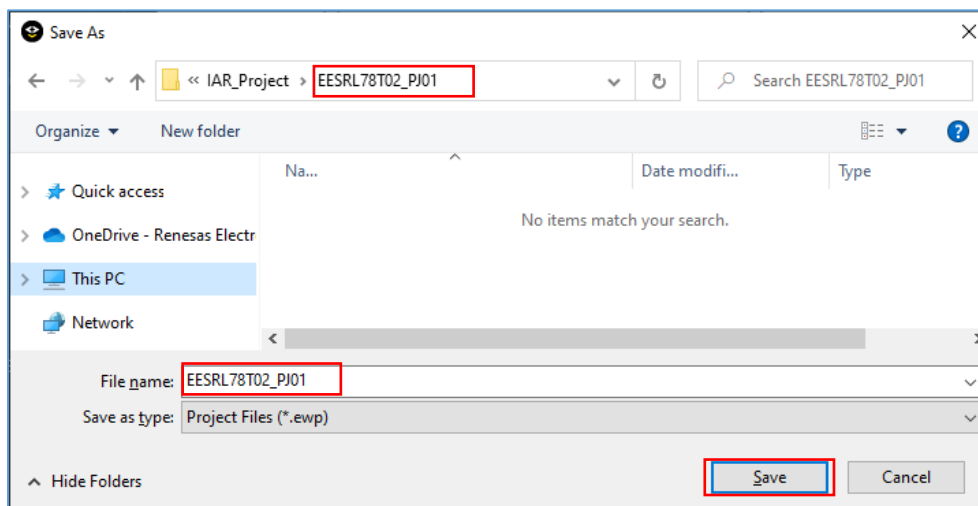 Save As
« IAR_Project › EESRL78T02_PJ01
Search EESRL78T02_PJ01
Organize
New folder
?
Na...
Date modifi...
Type
Quick access
No items match your search.
OneDrive - Renesas Electr
This PC
Network
File name: EESRL78T02_PJ01
Save as type: Project Files (*.ewp)
Hide Folders
Save
Cancel